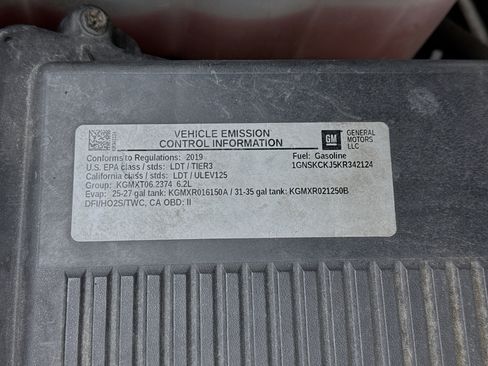 VEHICLE EMISSION
CONTROL INFORMATION
GM
GENERAL MOTORS LLC
Conforms to Regulations: 2019
Fuel: Gasoline
U.S. EPA class / stds: LDT / TIER3
1GNSKCKJ5KR342124
California class / stds: LDT / ULEV125
Group: KGMXT06.2374 6.2L
Evap: 25-27 gal tank: KGMXR016150A / 31-35 gal tank: KGMXR021250B
DFI/HO2S/TWC, CA OBD: II